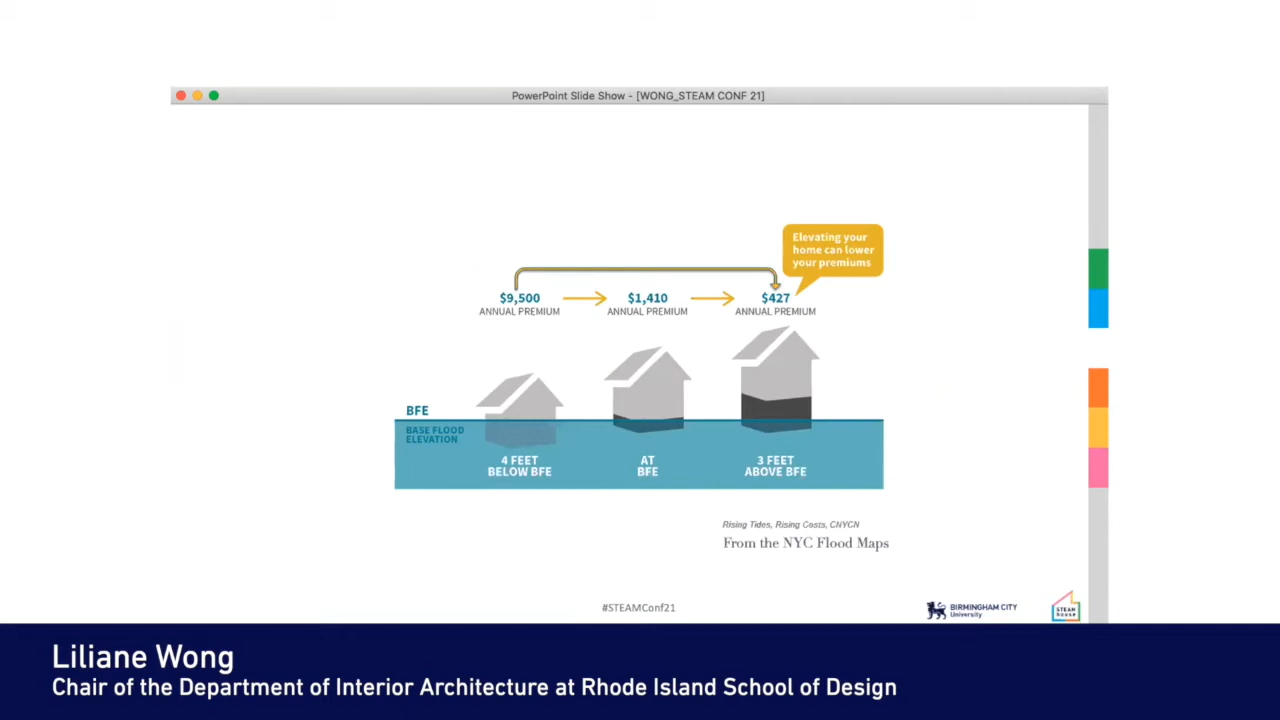 PowerPoint Slide Show - [WONG_STEAM CONF 21]
Elevating your
home can lower
your premiums
$9,500
ANNUAL PREMIUM
$1,410
ANNUAL PREMIUM
$427
ANNUAL PREMIUM
BFE
BASE FLOOD
ELEVATION
4 FEET
BELOW BFE
AT
BFE
3 FEET
ABOVE BFE
Rising Tides, Rising Costs, CNYCN
From the NYC Flood Maps
#STEAMConf21
BIRMINGHAM CITY
University
STEAM
house
Liliane Wong
Chair of the Department of Interior Architecture at Rhode Island School of Design